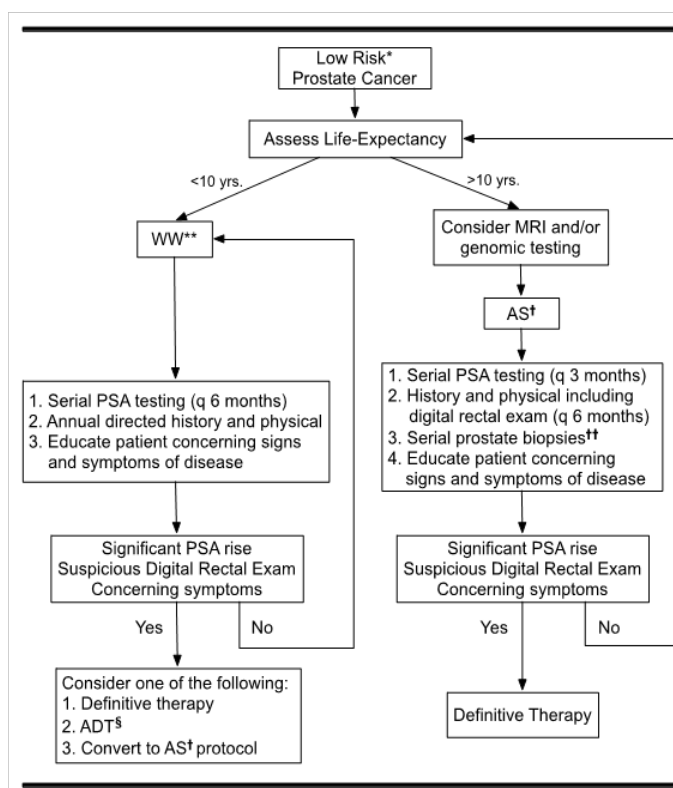 Low Risk*
Prostate Cancer
Assess Life-Expectancy
<10 yrs.
>10 yrs.
WW**
Consider MRI and/or
genomic testing
AS†
1. Serial PSA testing (q 6 months)
2. Annual directed history and physical
3. Educate patient concerning signs
and symptoms of disease
1. Serial PSA testing (q 3 months)
2. History and physical including
digital rectal exam (q 6 months)
3. Serial prostate biopsies††
4. Educate patient concerning
signs and symptoms of disease
Significant PSA rise
Suspicious Digital Rectal Exam
Concerning symptoms
Yes
No
Significant PSA rise
Suspicious Digital Rectal Exam
Concerning symptoms
Yes
No
Consider one of the following:
1. Definitive therapy
2. ADT§
3. Convert to AS† protocol
Definitive Therapy